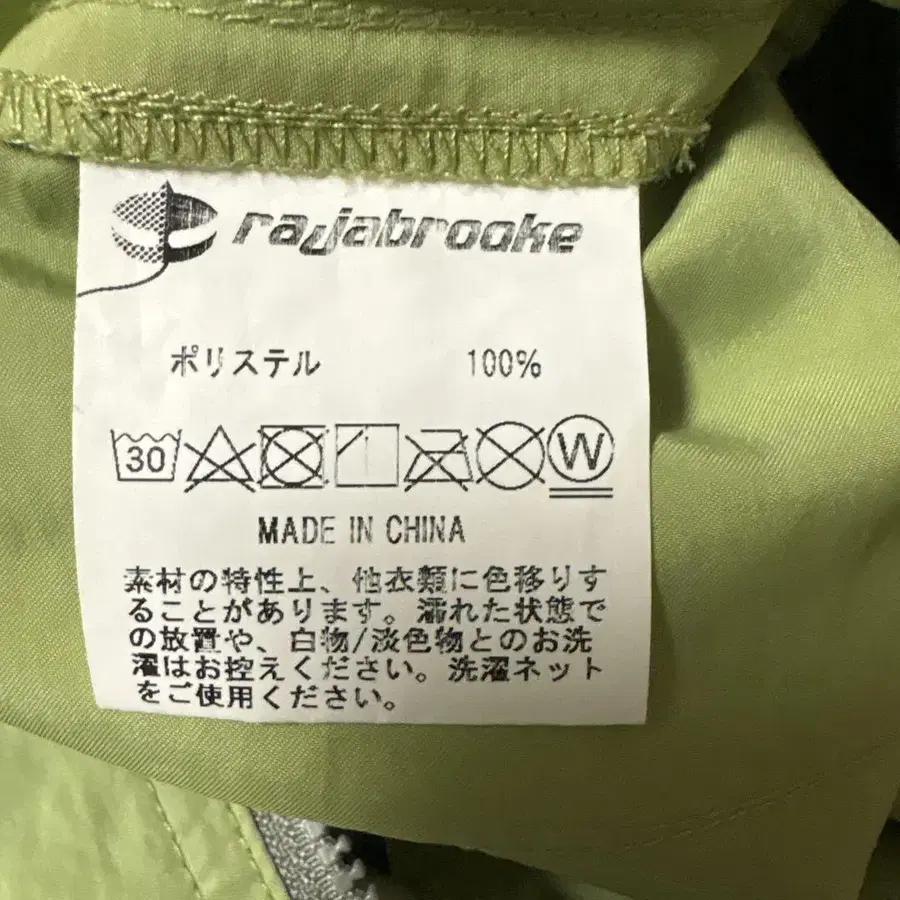 rajabrooke
ポリステル 100%
30
W
MADE IN CHINA
素材の特性上、他衣類に色移りす
ることがあります。濡れた状態で
の放置や、白物/淡色物とのお洗
濯はお控えください。洗濯ネット
をご使用ください。